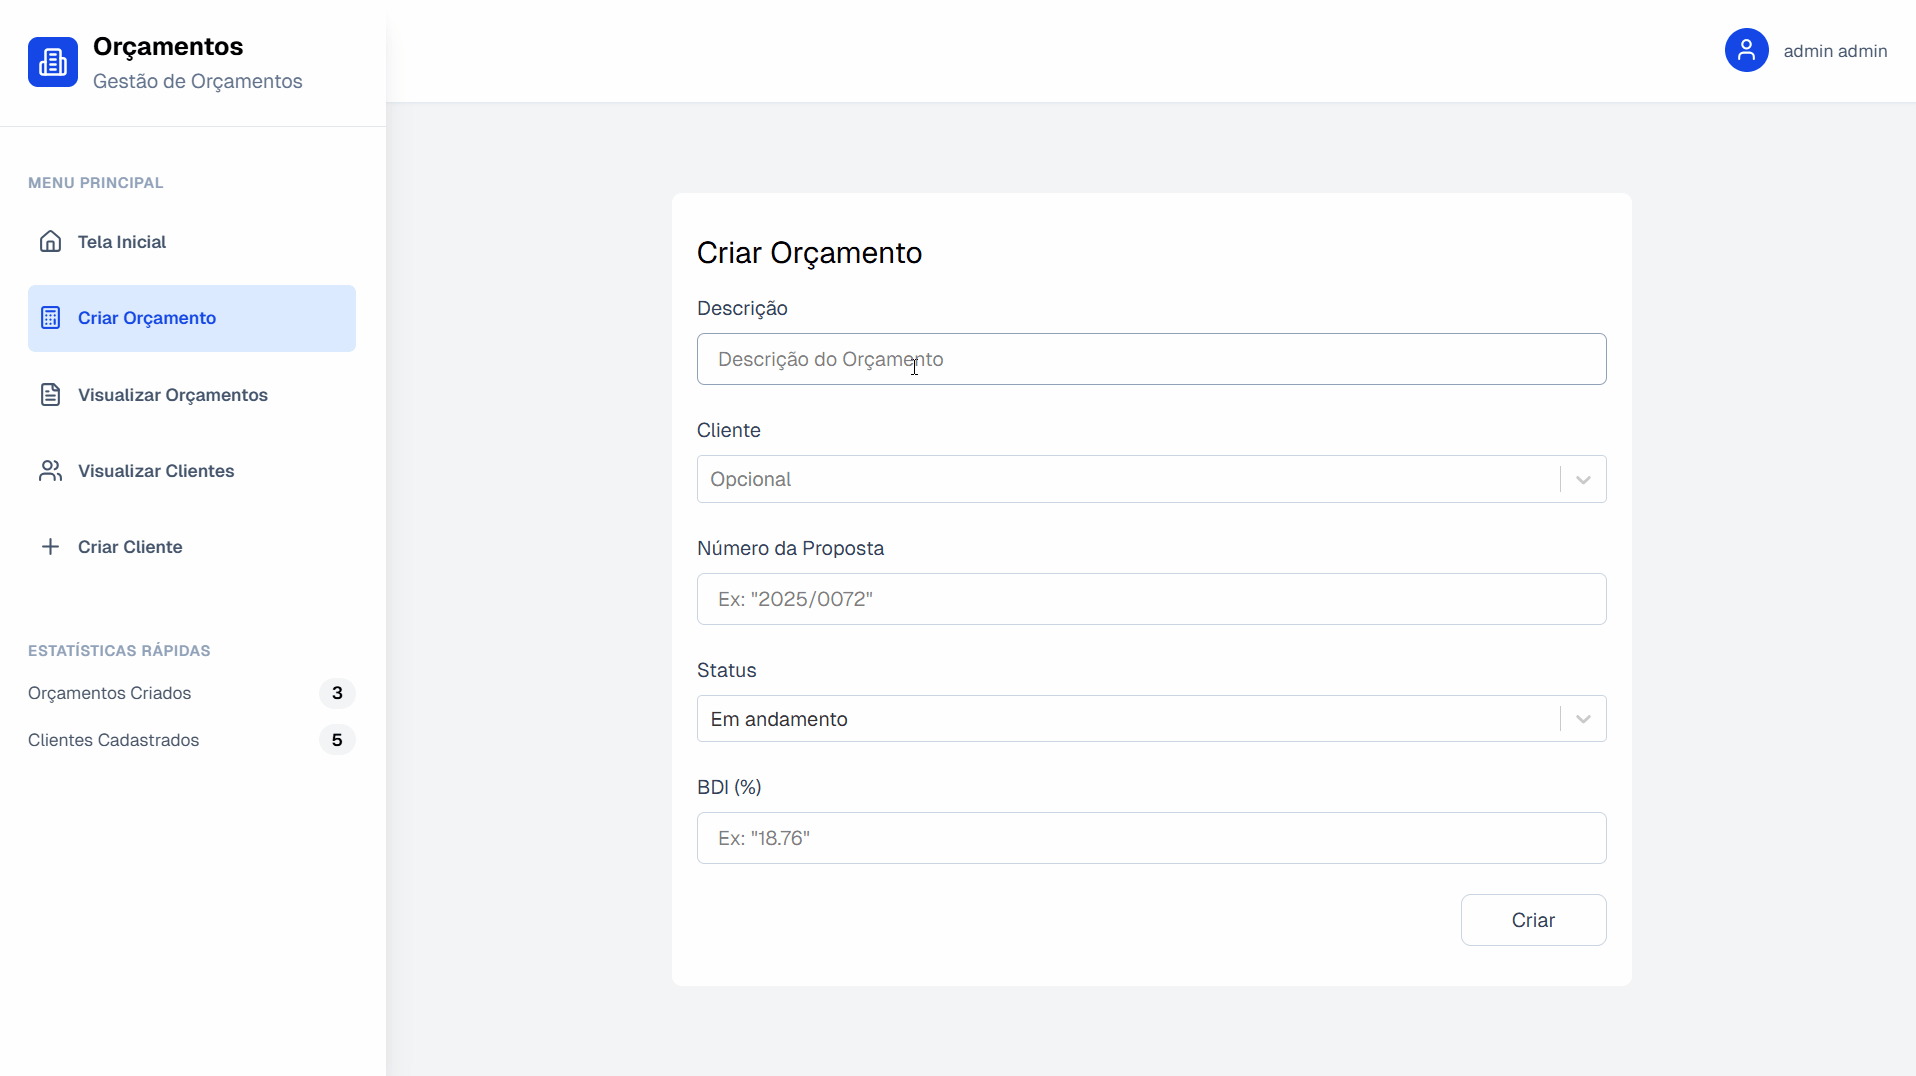 Orçamentos
Gestão de Orçamentos
admin admin
MENU PRINCIPAL
Tela Inicial
Criar Orçamento
Visualizar Orçamentos
Visualizar Clientes
Criar Cliente
ESTATÍSTICAS RÁPIDAS
Orçamentos Criados 3
Clientes Cadastrados 5
Criar Orçamento
Descrição
Descrição do Orçamento
Cliente
Opcional
Número da Proposta
Ex: "2025/0072"
Status
Em andamento
BDI (%)
Ex: "18.76"
Criar